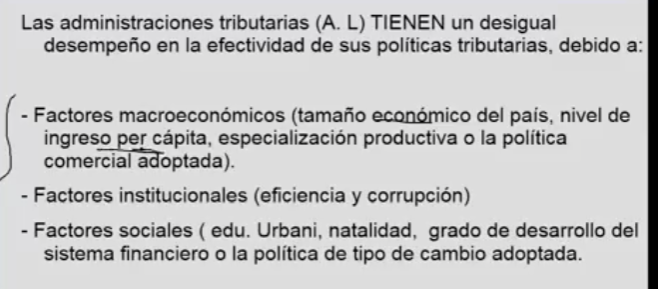 Las administraciones tributarias (A. L) TIENEN un desigual
desempeño en la efectividad de sus políticas tributarias, debido a:
- Factores macroeconómicos (tamaño económico del país, nivel de
ingreso per cápita, especialización productiva o la política
comercial adoptada).
- Factores institucionales (eficiencia y corrupción)
- Factores sociales ( edu. Urbani, natalidad, grado de desarrollo del
sistema financiero o la política de tipo de cambio adoptada.